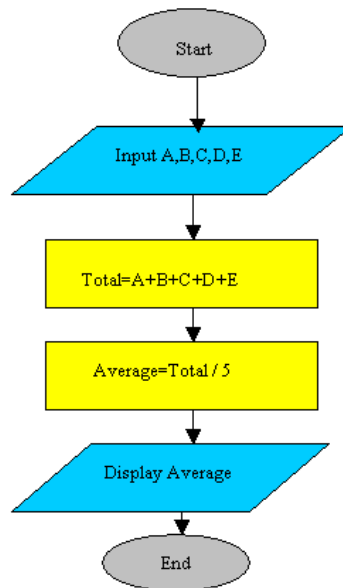 Start
Input A,B,C,D,E
Total=A+B+C+D+E
Average=Total / 5
Display Average
End